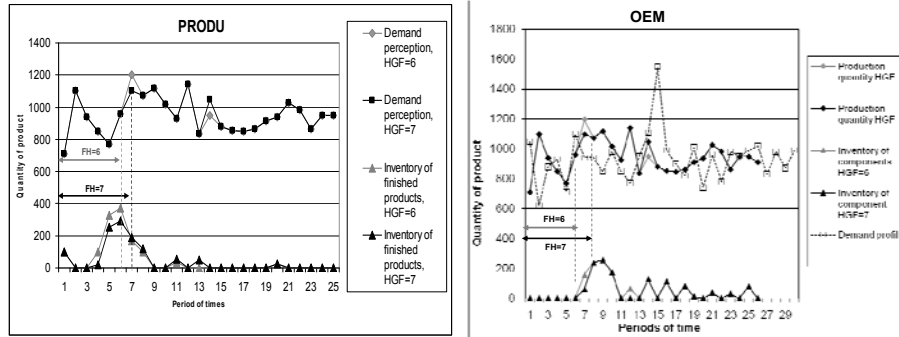 PRODU
Quantity of product
1400
1200
1000
800
600
400
200
0
FH=6
FH=7
1 3 5 7 9 11 13 15 17 19 21 23 25
Period of times
Demand
perception,
HGF=6
Demand
perception,
HGF=7
Inventory of
finished
products,
HGF=6
Inventory of
finished
products,
HGF=7
OEM
Quantity of product
1800
1600
1400
1200
1000
800
600
400
200
0
FH=6
FH=7
1 3 5 7 9 11 13 15 17 19 21 23 25 27 29
Periods of time
Production
quantity HGF
Production
quantity HGF
Inventory of
components
HGF=6
Inventory of
component
HGF=7
Demand profil